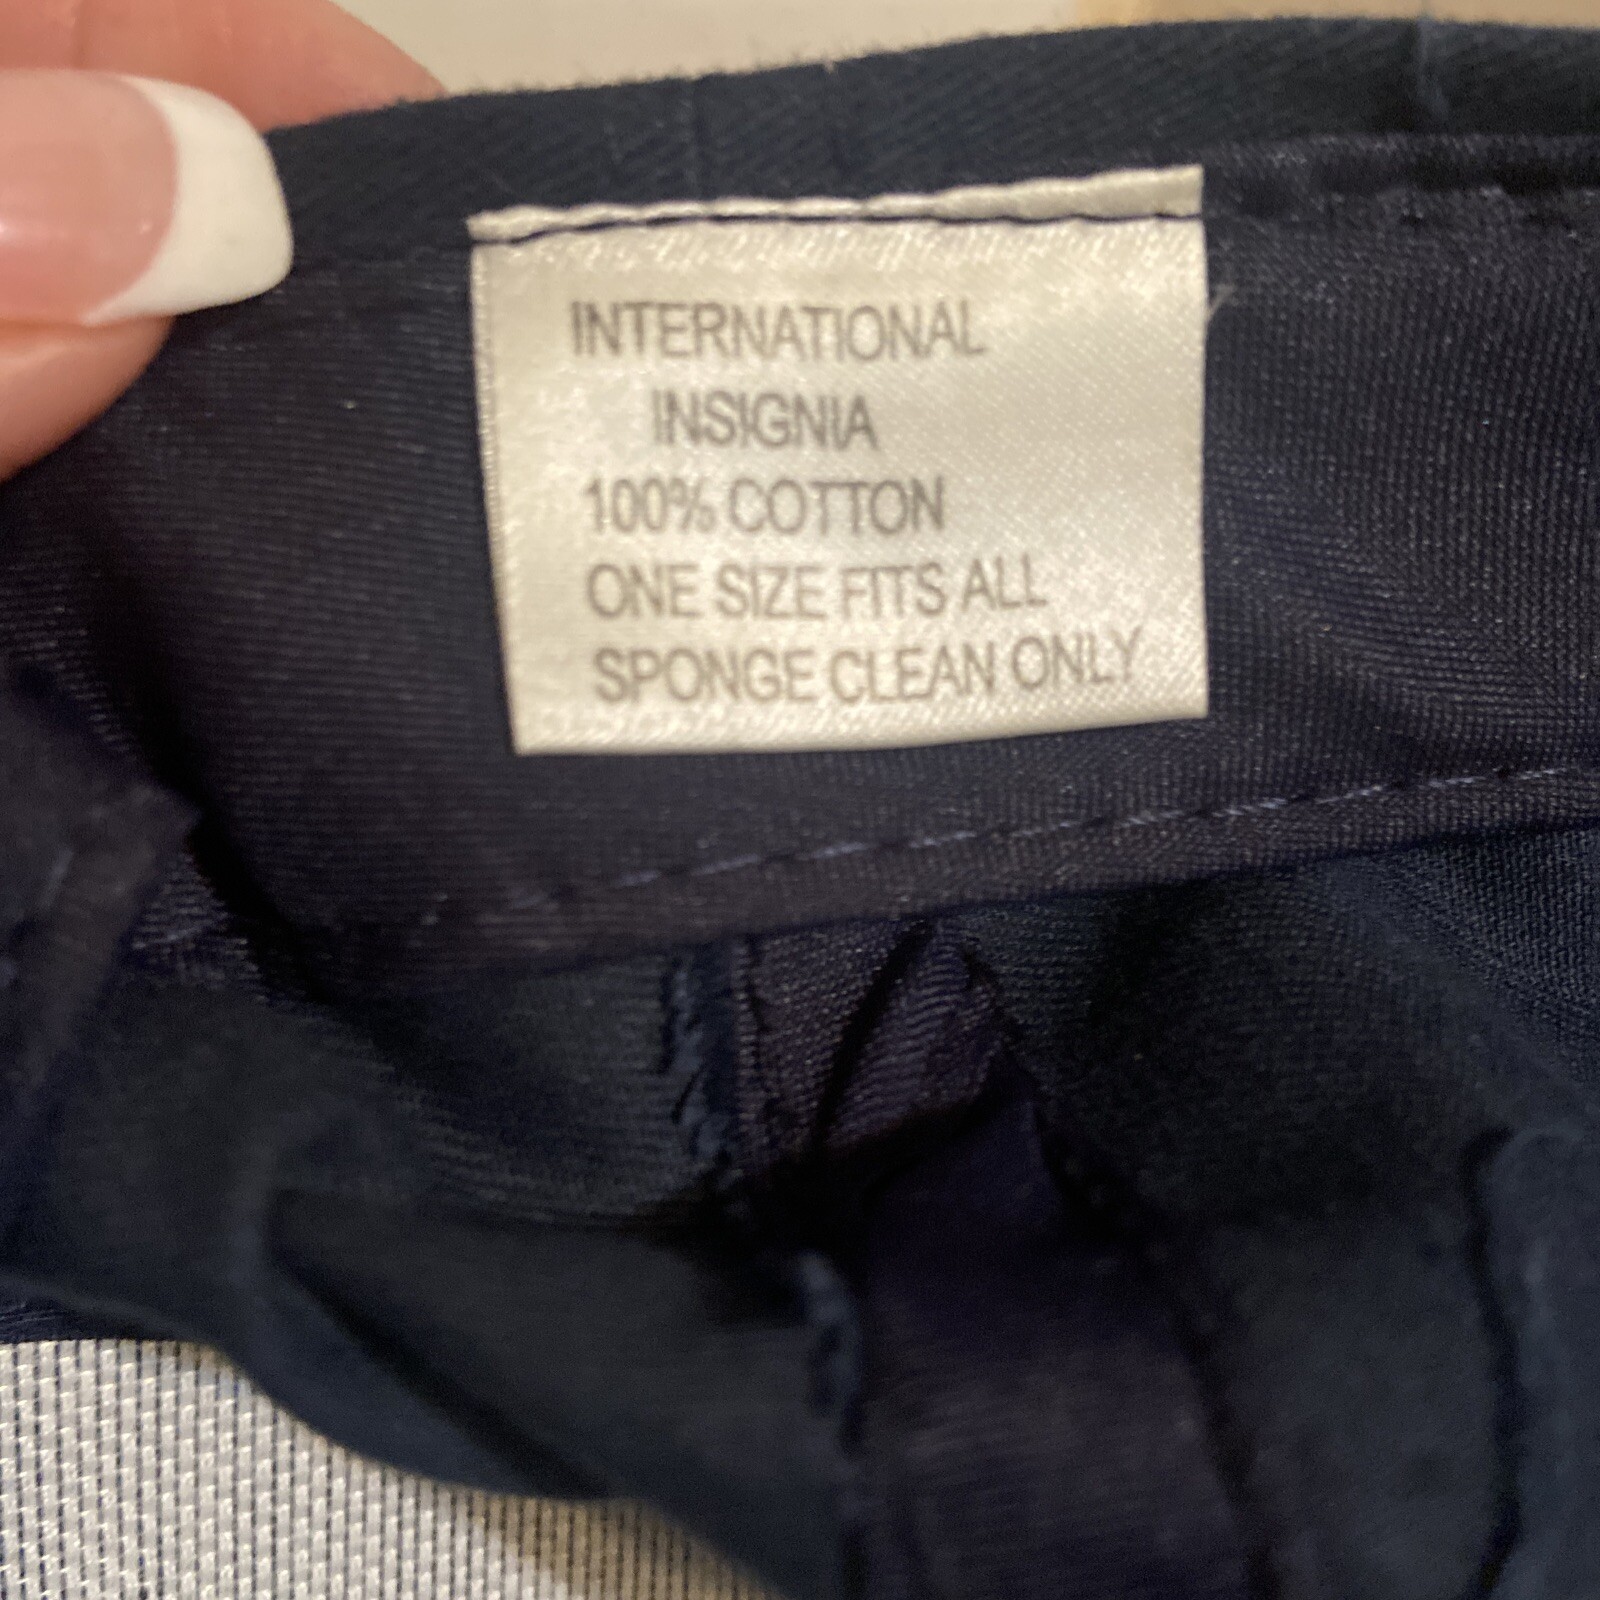 INTERNATIONAL
INSIGNIA
100% COTTON
ONE SIZE FITS ALL
SPONGE CLEAN ONLY